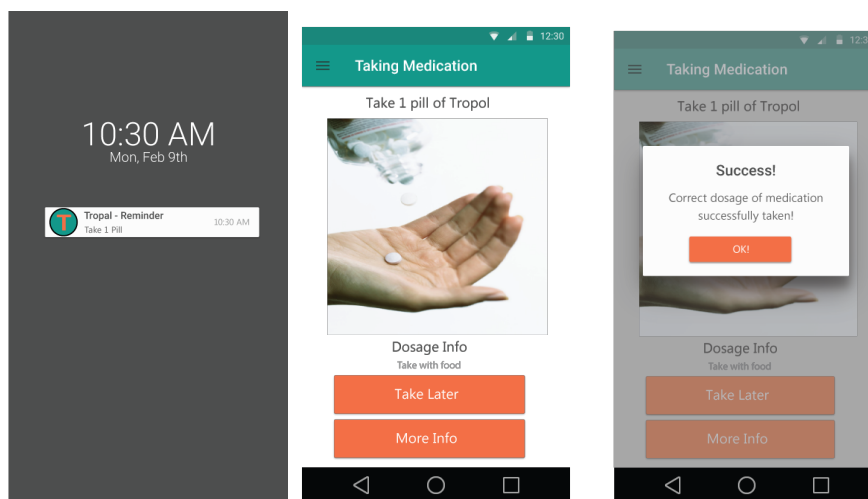 10:30 AM
Mon, Feb 9th
T
Tropal - Reminder
10:30 AM
Take 1 Pill
12:30
Taking Medication
Take 1 pill of Tropol
Dosage Info
Take with food
Take Later
More Info
12:3
Taking Medication
Take 1 pill of Tropol
Success!
Correct dosage of medication
successfully taken!
OK!
Dosage Info
Take with food
Take Later
More Info